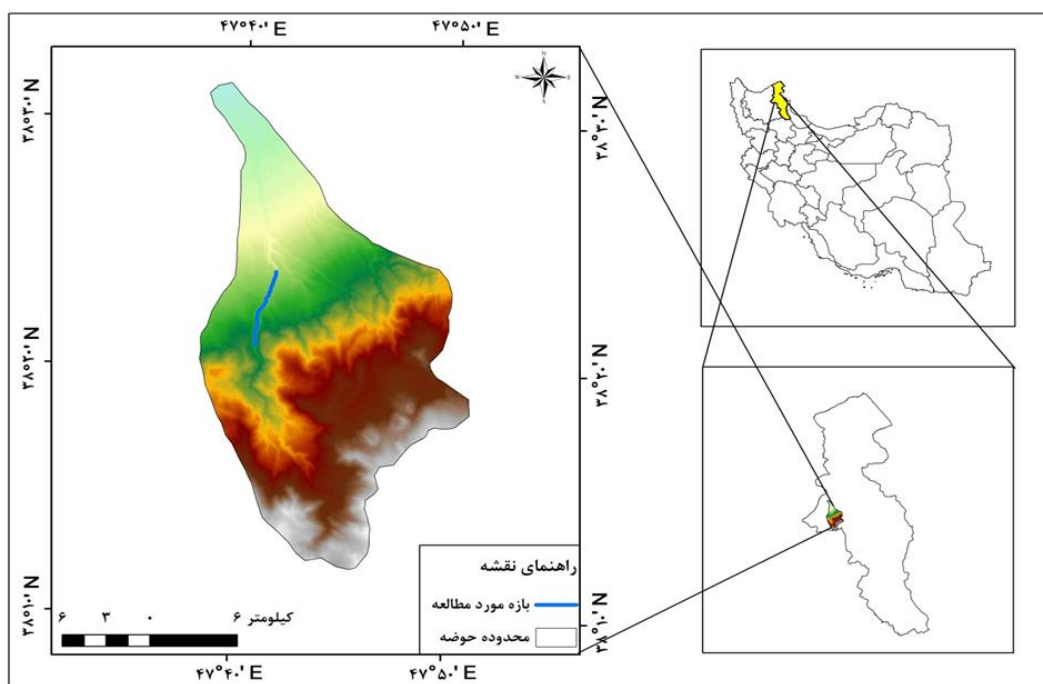 ۴۷°۴۰' E ۴۷°۵۰' E
N
W E
S
۳۸°۳۰' N ۳۸°۳۰' N
۳۸°۲۰' N ۳۸°۲۰' N
۳۸°۱۰' N ۳۸°۱۰' N
راهنمای نقشه
بازه مورد مطالعه
محدوده حوضه
۶ ۳ ۰ ۶ کیلومتر
۴۷°۴۰' E ۴۷°۵۰' E